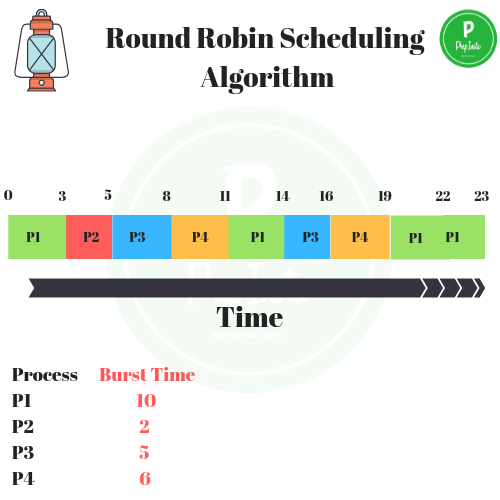 Round Robin Scheduling
Algorithm
P
PrepInsta
0 3 5 8 11 14 16 19 22 23
P1 P2 P3 P4 P1 P3 P4 P1 P1
Time
Process Burst Time
P1 10
P2 2
P3 5
P4 6